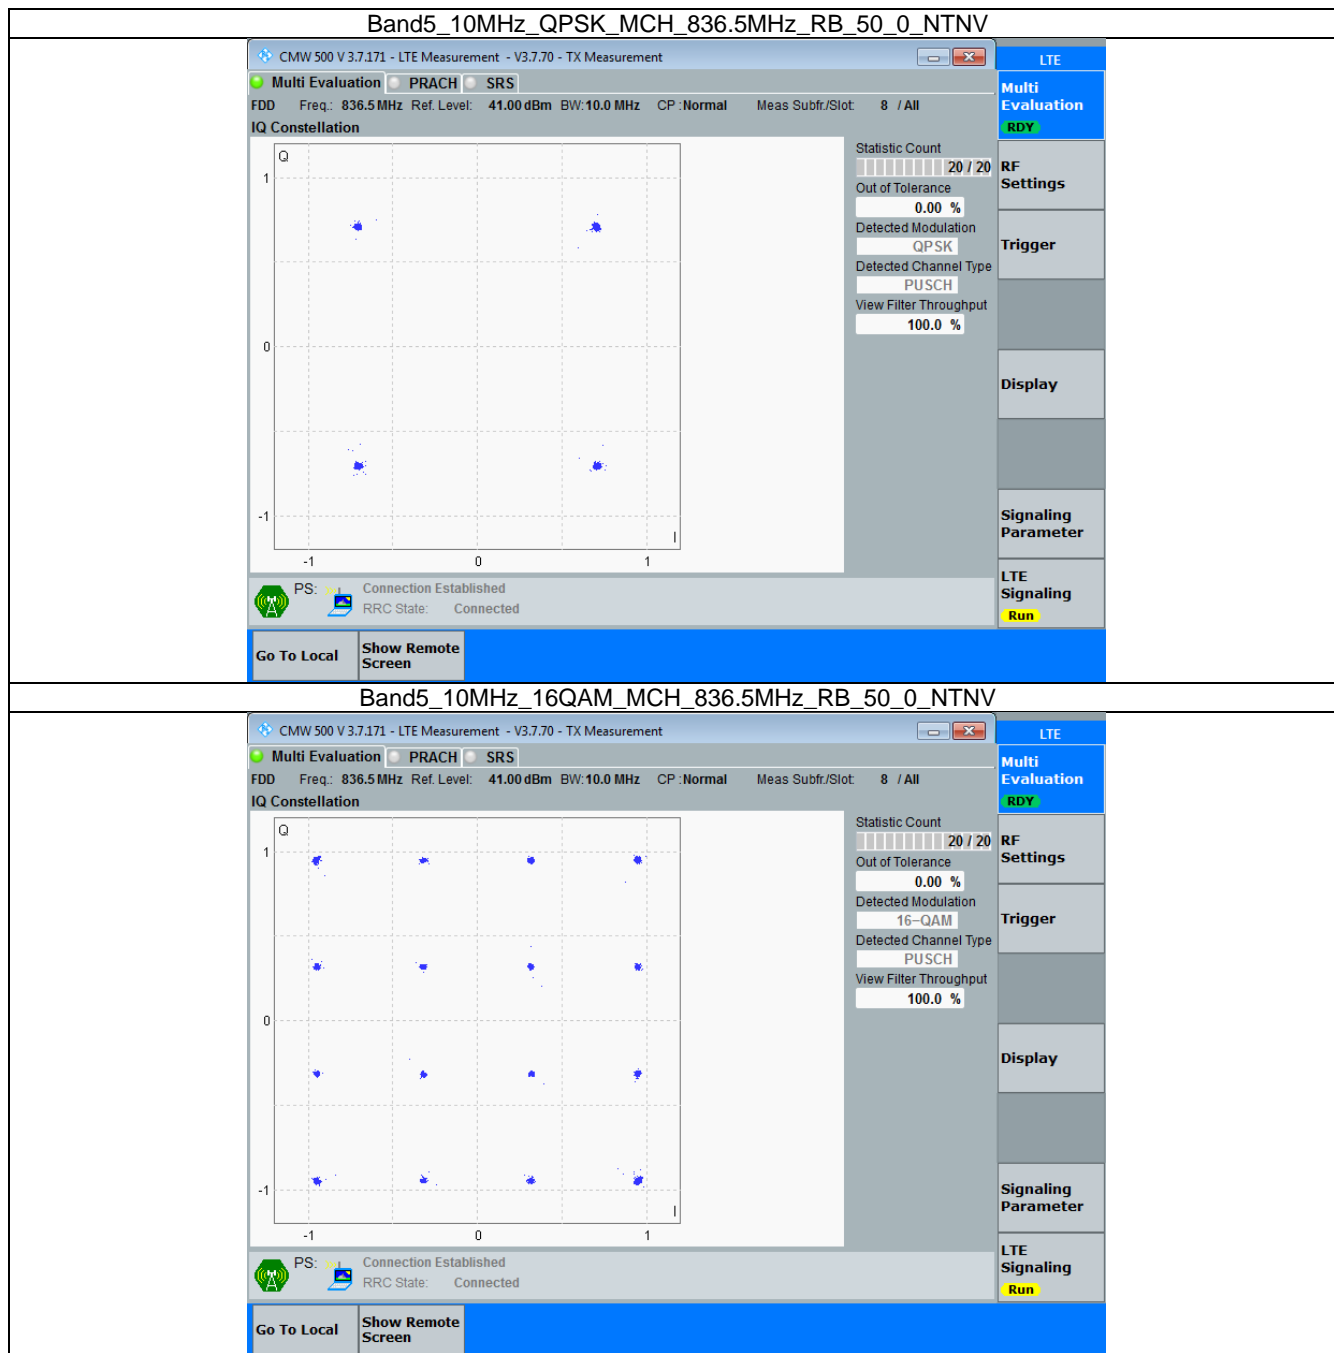 Band5_10MHz_QPSK_MCH_836.5MHz_RB_50_0_NTNV
CMW 500 V 3.7.171 - LTE Measurement - V3.7.70 - TX Measurement
LTE
Multi Evaluation PRACH SRS
Multi
Evaluation
RDY
FDD Freq.: 836.5 MHz Ref. Level: 41.00 dBm BW: 10.0 MHz CP : Normal Meas Subfr./Slot: 8 / All
IQ Constellation
Q
1
0
-1
I
-1 0 1
Statistic Count
20 / 20
Out of Tolerance
0.00 %
Detected Modulation
QPSK
Detected Channel Type
PUSCH
View Filter Throughput
100.0 %
RF
Settings
Trigger
Display
Signaling
Parameter
LTE
Signaling
Run
PS: Connection Established
RRC State: Connected
Go To Local
Show Remote
Screen
Band5_10MHz_16QAM_MCH_836.5MHz_RB_50_0_NTNV
CMW 500 V 3.7.171 - LTE Measurement - V3.7.70 - TX Measurement
LTE
Multi Evaluation PRACH SRS
Multi
Evaluation
RDY
FDD Freq.: 836.5 MHz Ref. Level: 41.00 dBm BW: 10.0 MHz CP : Normal Meas Subfr./Slot: 8 / All
IQ Constellation
Q
1
0
-1
I
-1 0 1
Statistic Count
20 / 20
Out of Tolerance
0.00 %
Detected Modulation
16-QAM
Detected Channel Type
PUSCH
View Filter Throughput
100.0 %
RF
Settings
Trigger
Display
Signaling
Parameter
LTE
Signaling
Run
PS: Connection Established
RRC State: Connected
Go To Local
Show Remote
Screen